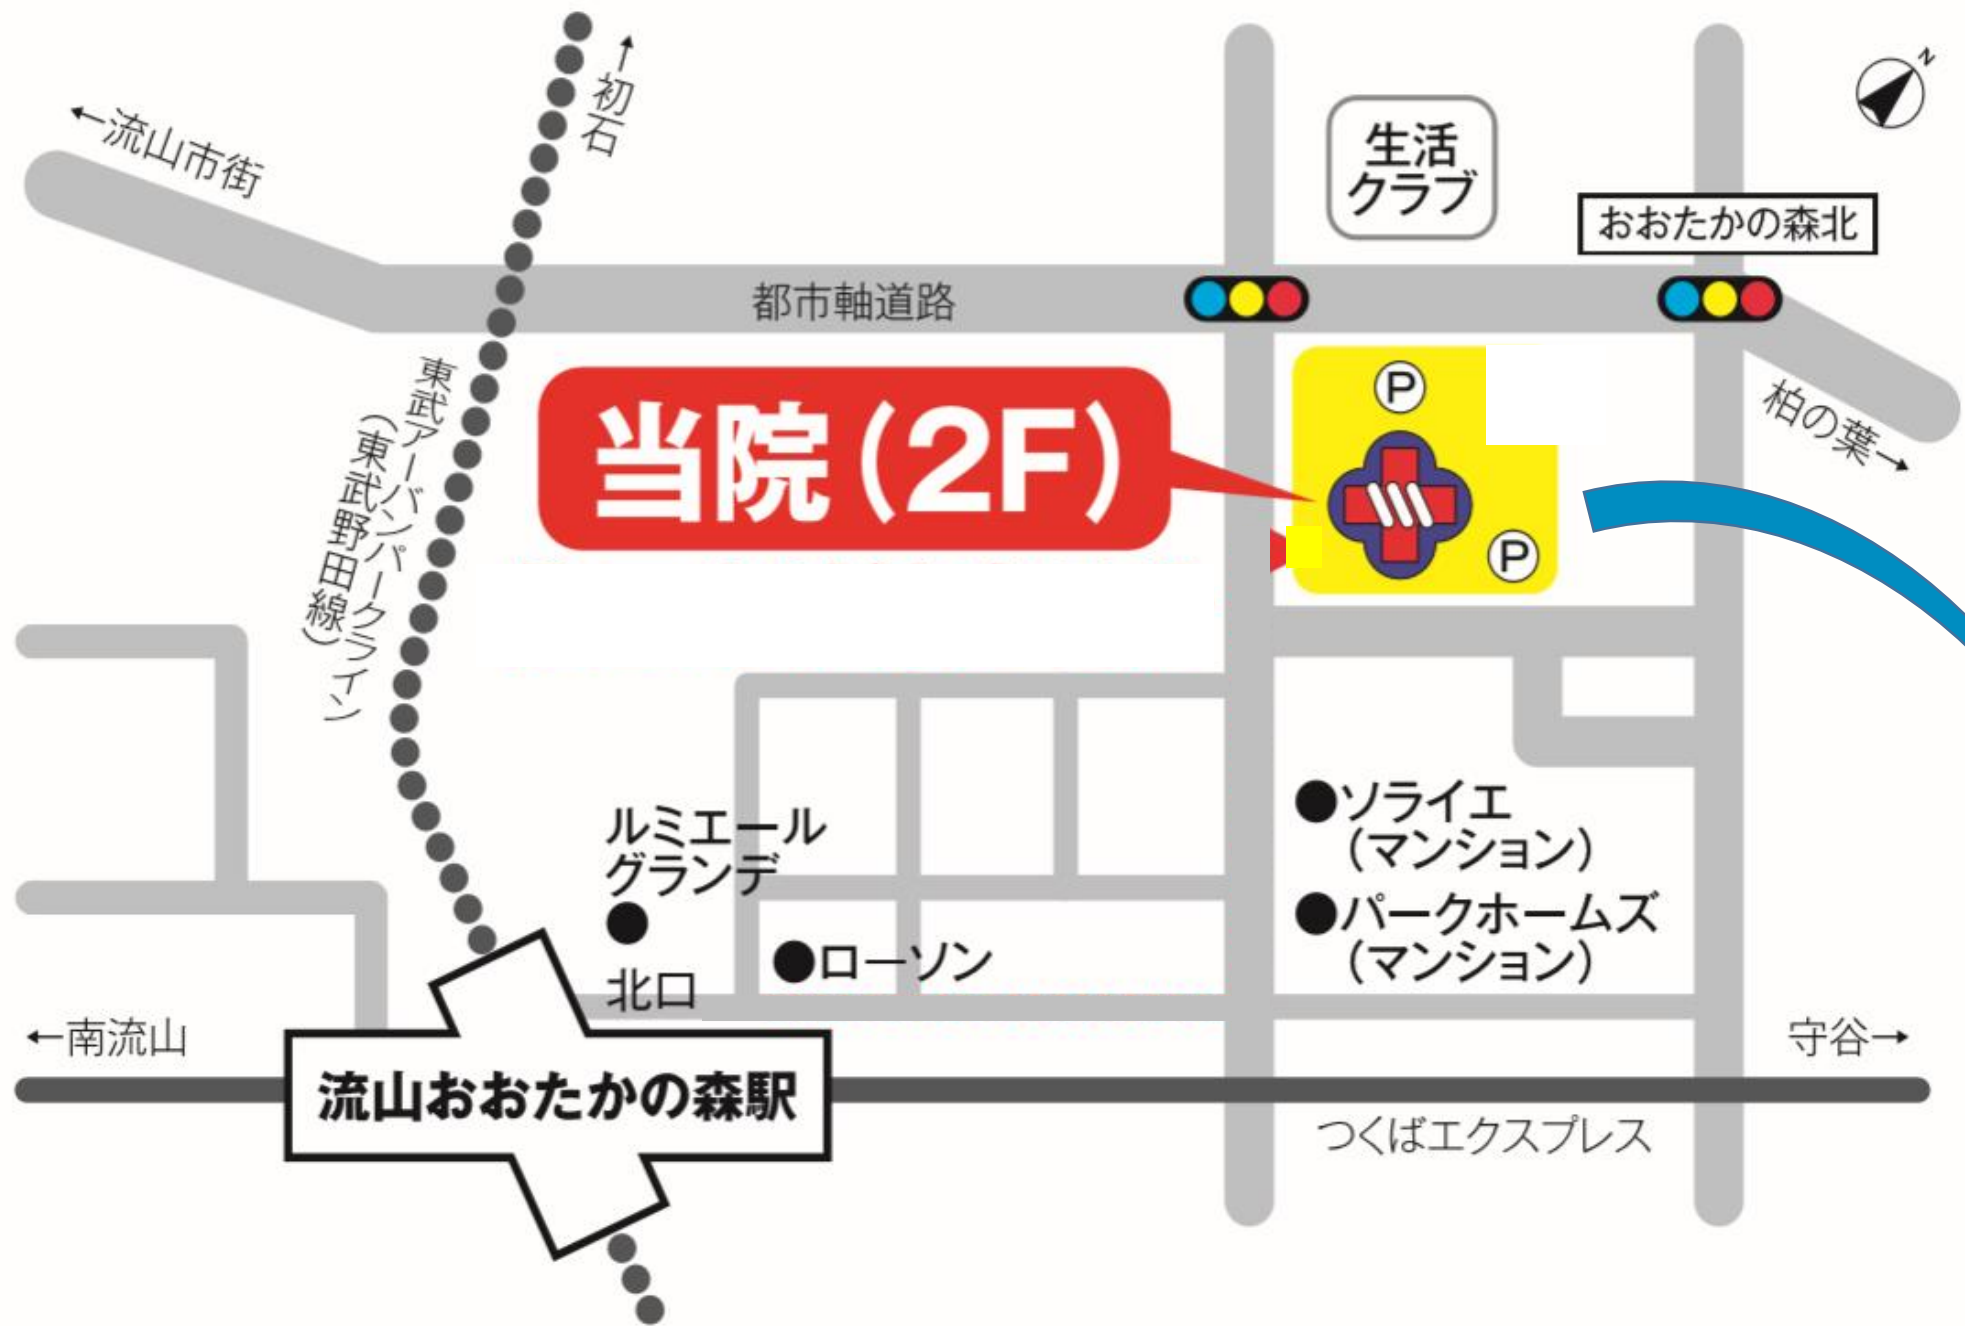 ←初石
←流山市街
N
生活
クラブ
おおたかの森北
都市軸道路
東武アーバンパークライン
(東武野田線)
当院(2F)
P
P
柏の葉→
ルミエール
グランデ
北口
ローソン
ソライエ
(マンション)
パークホームズ
(マンション)
←南流山
守谷→
流山おおたかの森駅
つくばエクスプレス